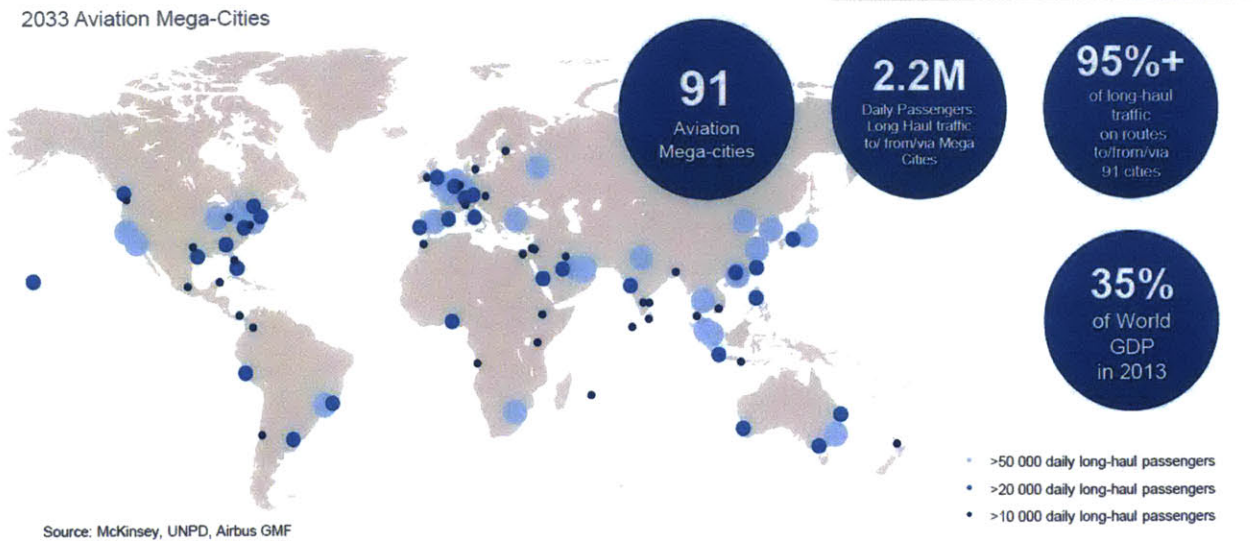 2033 Aviation Mega-Cities
91
Aviation
Mega-cities
2.2M
Daily Passengers:
Long Haul traffic
to/ from/via Mega
Cities
95%+
of long-haul
traffic
on routes
to/from/via
91 cities
35%
of World
GDP
in 2013
>50 000 daily long-haul passengers
>20 000 daily long-haul passengers
>10 000 daily long-haul passengers
Source: McKinsey, UNPD, Airbus GMF